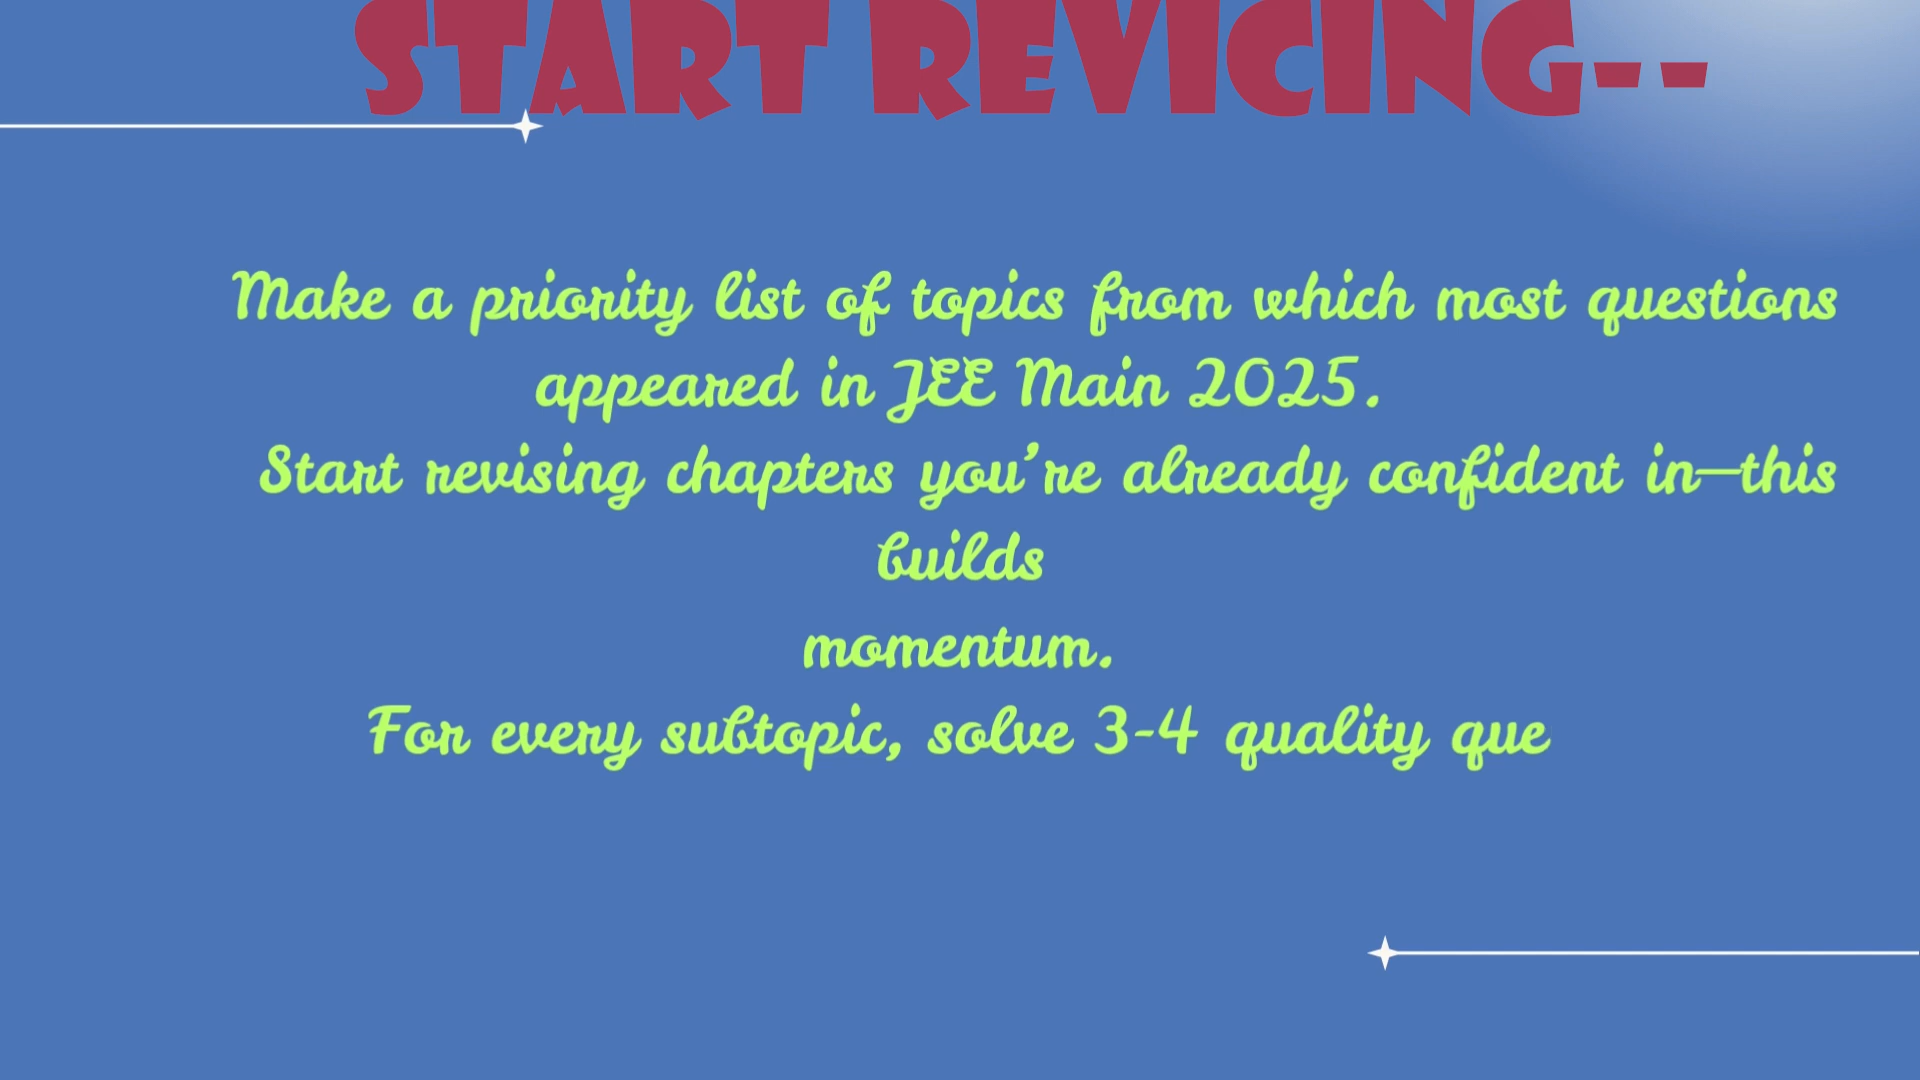 START REVICING--
Make a priority list of topics from which most questions
appeared in JEE Main 2025.
Start revising chapters you’re already confident in—this
builds
momentum.
For every subtopic, solve 3-4 quality que